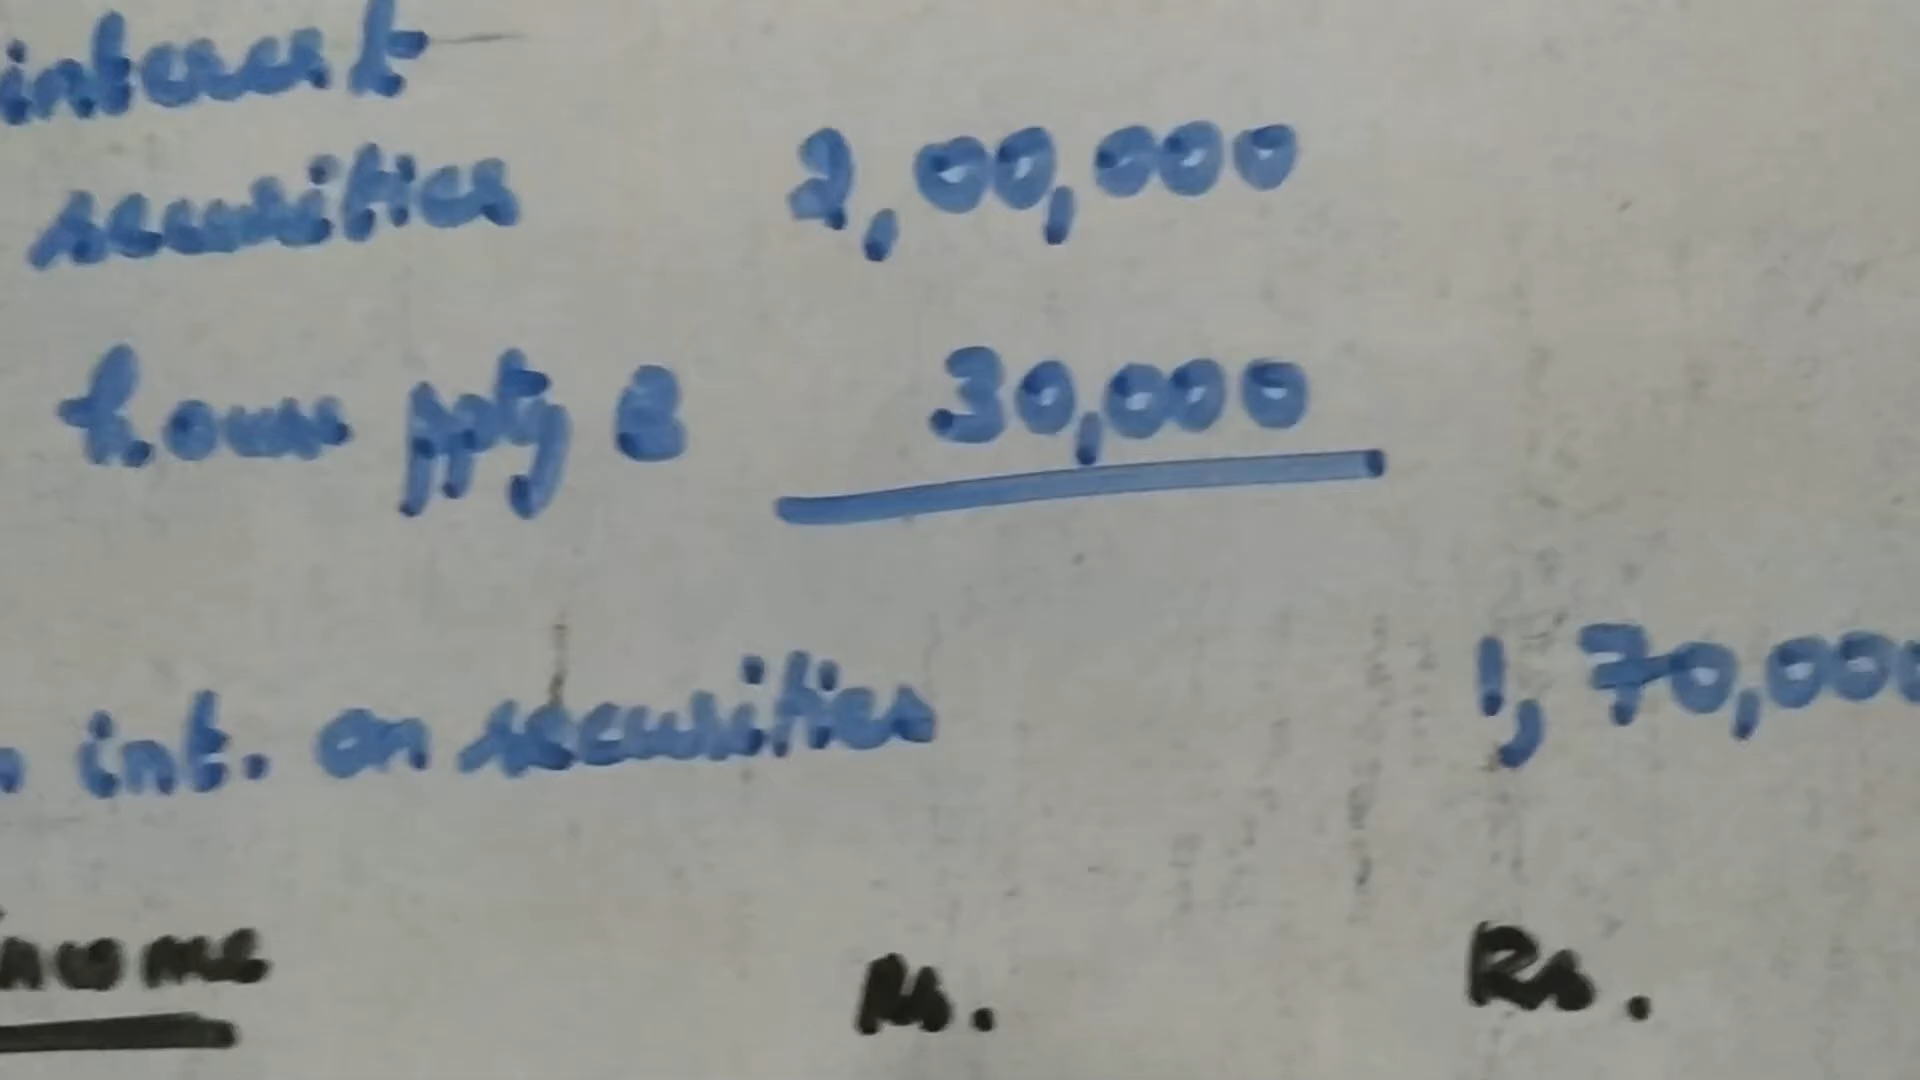 interest
securities 2,00,000
house ppty B 30,000
int. on securities 1,70,000
Rs. Rs.